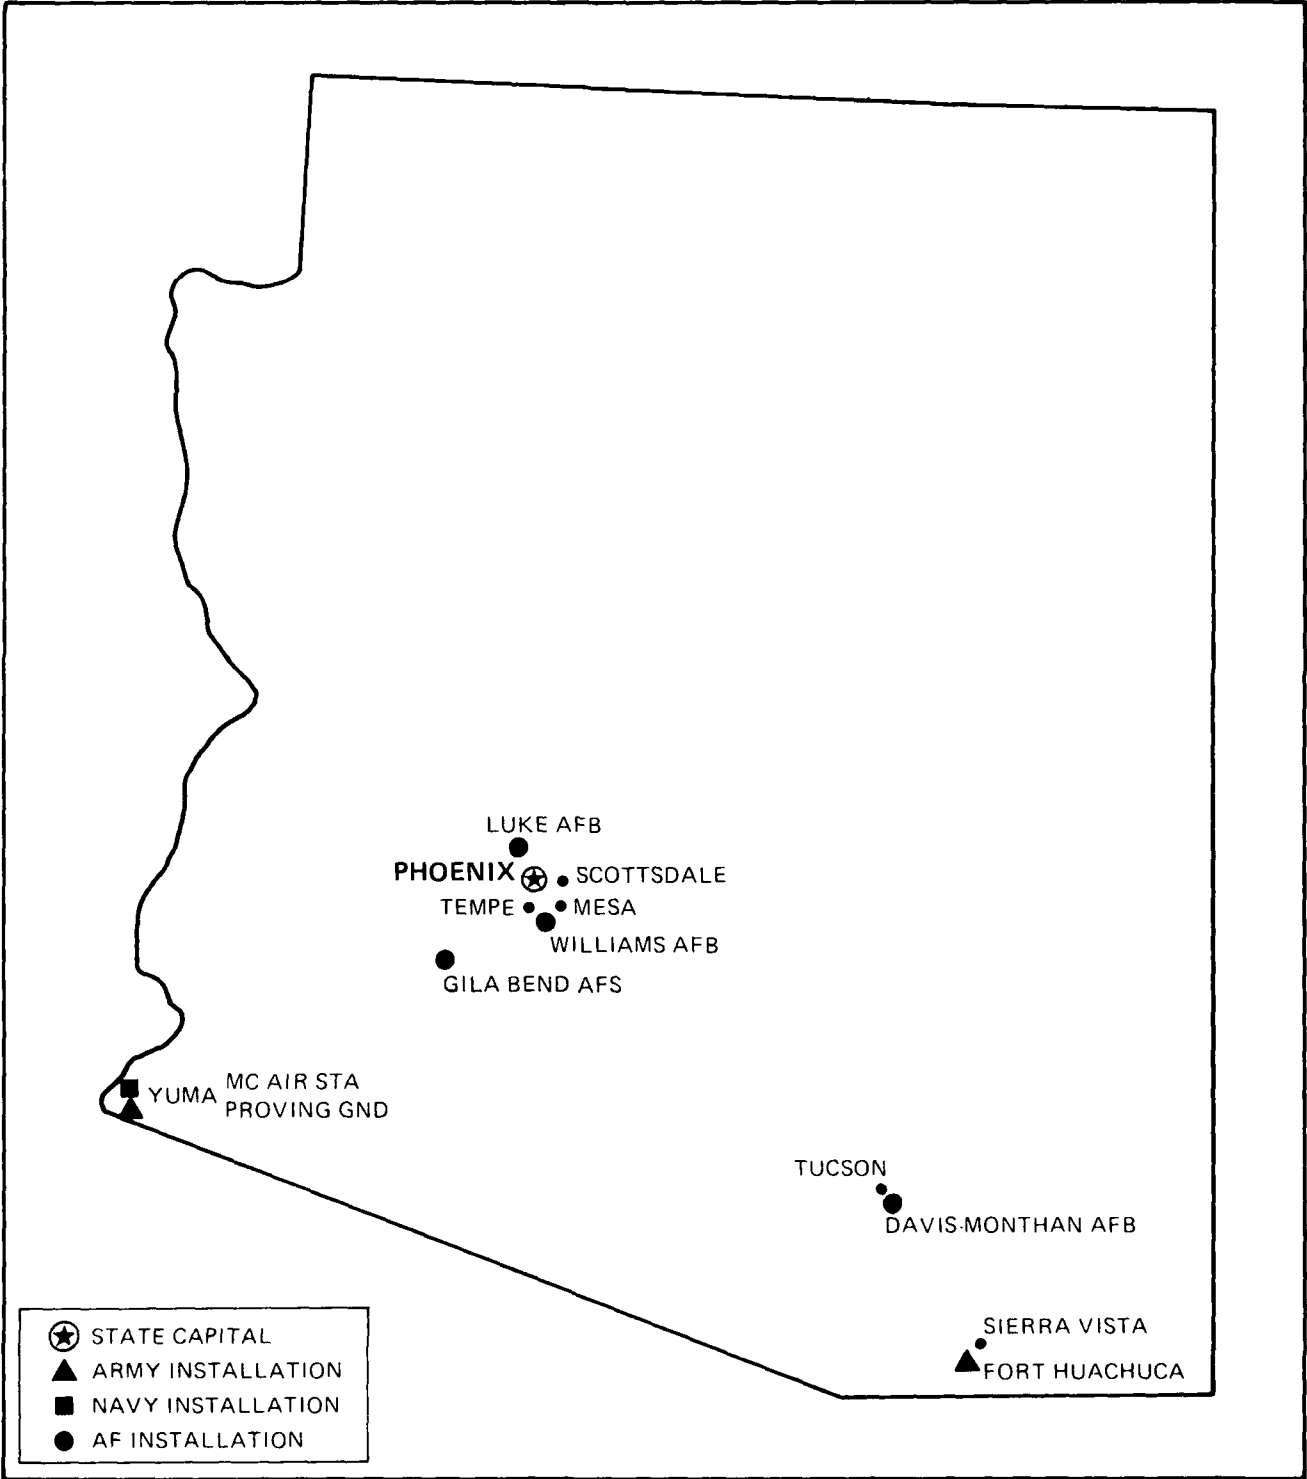 LUKE AFB
PHOENIX
SCOTTSDALE
TEMPE
MESA
WILLIAMS AFB
GILA BEND AFS
YUMA
MC AIR STA
PROVING GND
TUCSON
DAVIS-MONTHAN AFB
SIERRA VISTA
FORT HUACHUCA
STATE CAPITAL
ARMY INSTALLATION
NAVY INSTALLATION
AF INSTALLATION